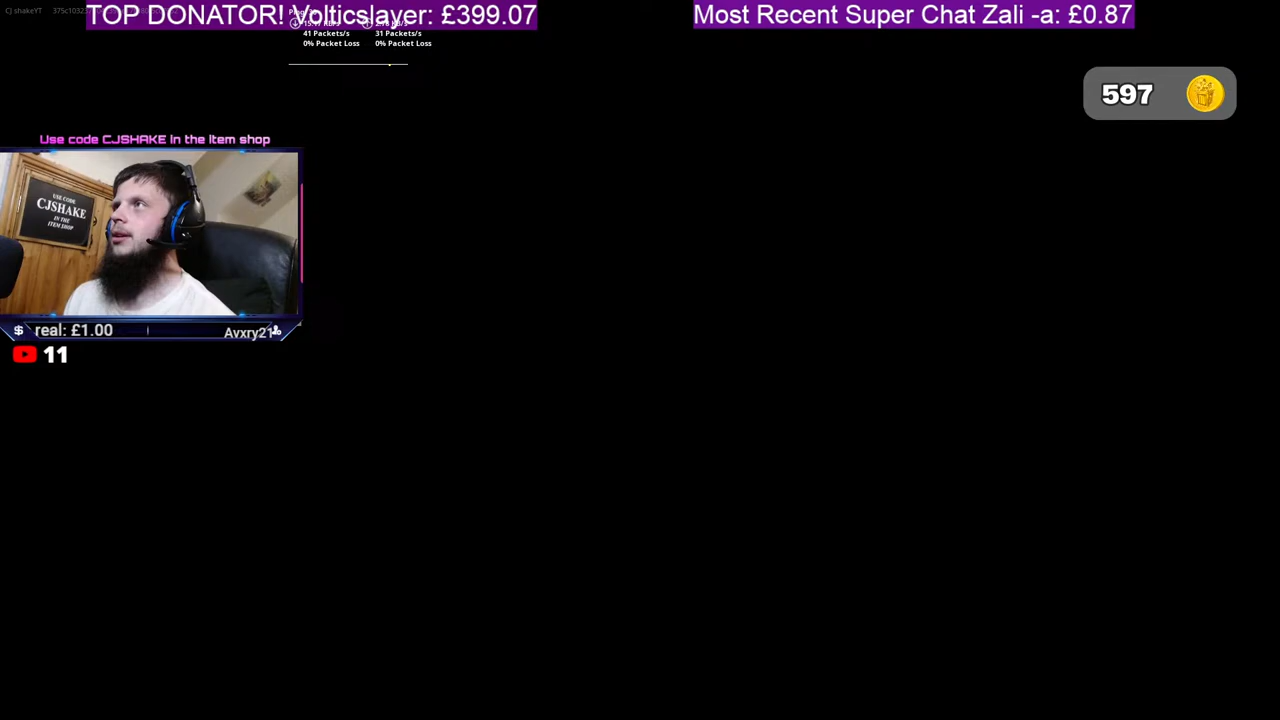 CJ shakeYT
TOP DONATOR! Volticslayer: £399.07
Most Recent Super Chat Zali -a: £0.87
41 Packets/s
31 Packets/s
0% Packet Loss
0% Packet Loss
597
Use code CJSHAKE in the item shop
USE CODE
CJSHAKE
IN THE
ITEM SHOP
$ real: £1.00
Avxry21
11